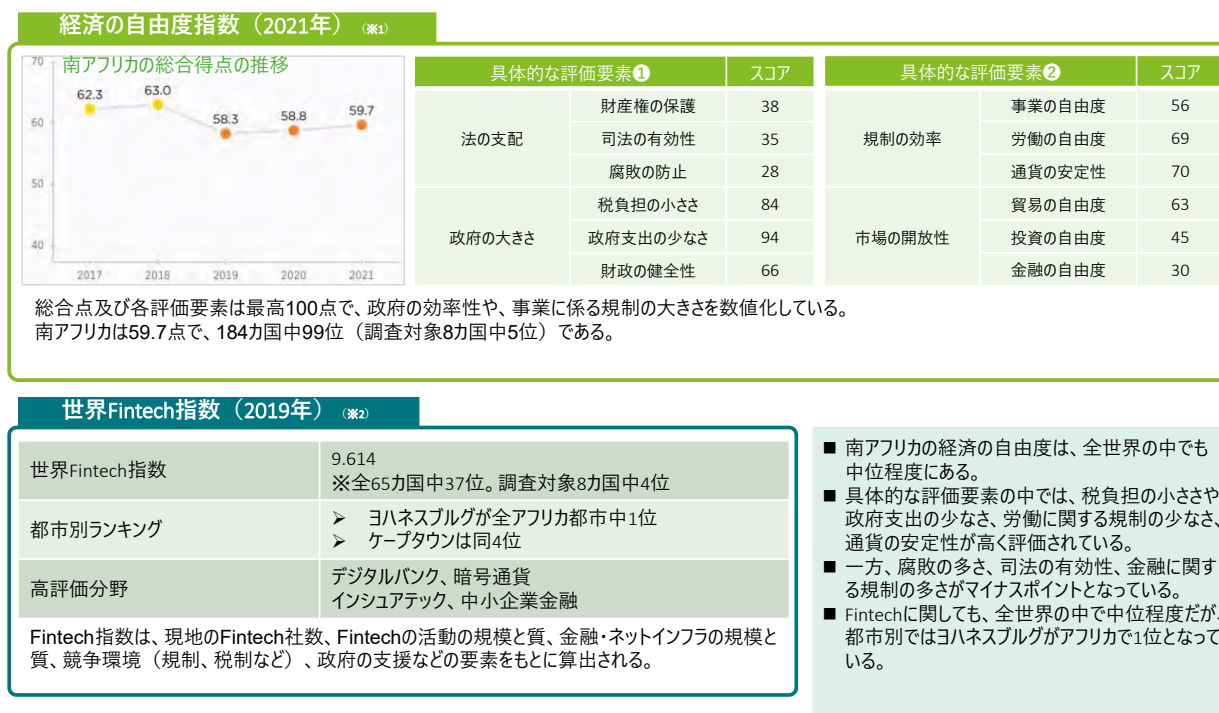 経済の自由度指数（2021年）（※1）
南アフリカの総合得点の推移
70
60
50
40
62.3
63.0
58.3
58.8
59.7
2017 2018 2019 2020 2021
具体的な評価要素❶ スコア
法の支配
財産権の保護 38
司法の有効性 35
腐敗の防止 28
政府の大きさ
税負担の小ささ 84
政府支出の少なさ 94
財政の健全性 66
具体的な評価要素❷ スコア
規制の効率
事業の自由度 56
労働の自由度 69
通貨の安定性 70
市場の開放性
貿易の自由度 63
投資の自由度 45
金融の自由度 30
総合点及び各評価要素は最高100点で、政府の効率性や、事業に係る規制の大きさを数値化している。
南アフリカは59.7点で、184カ国中99位（調査対象8カ国中5位）である。
世界Fintech指数（2019年）（※2）
世界Fintech指数
9.614
※全65カ国中37位。調査対象8カ国中4位
都市別ランキング
➢ ヨハネスブルグが全アフリカ都市中1位
➢ ケープタウンは同4位
高評価分野
デジタルバンク、暗号通貨
インシュアテック、中小企業金融
Fintech指数は、現地のFintech社数、Fintechの活動の規模と質、金融・ネットインフラの規模と
質、競争環境（規制、税制など）、政府の支援などの要素をもとに算出される。
■ 南アフリカの経済の自由度は、全世界の中でも
中位程度にある。
■ 具体的な評価要素の中では、税負担の小ささや
政府支出の少なさ、労働に関する規制の少なさ、
通貨の安定性が高く評価されている。
■ 一方、腐敗の多さ、司法の有効性、金融に関す
る規制の多さがマイナスポイントとなっている。
■ Fintechに関しても、全世界の中で中位程度だが、
都市別ではヨハネスブルグがアフリカで1位となって
いる。